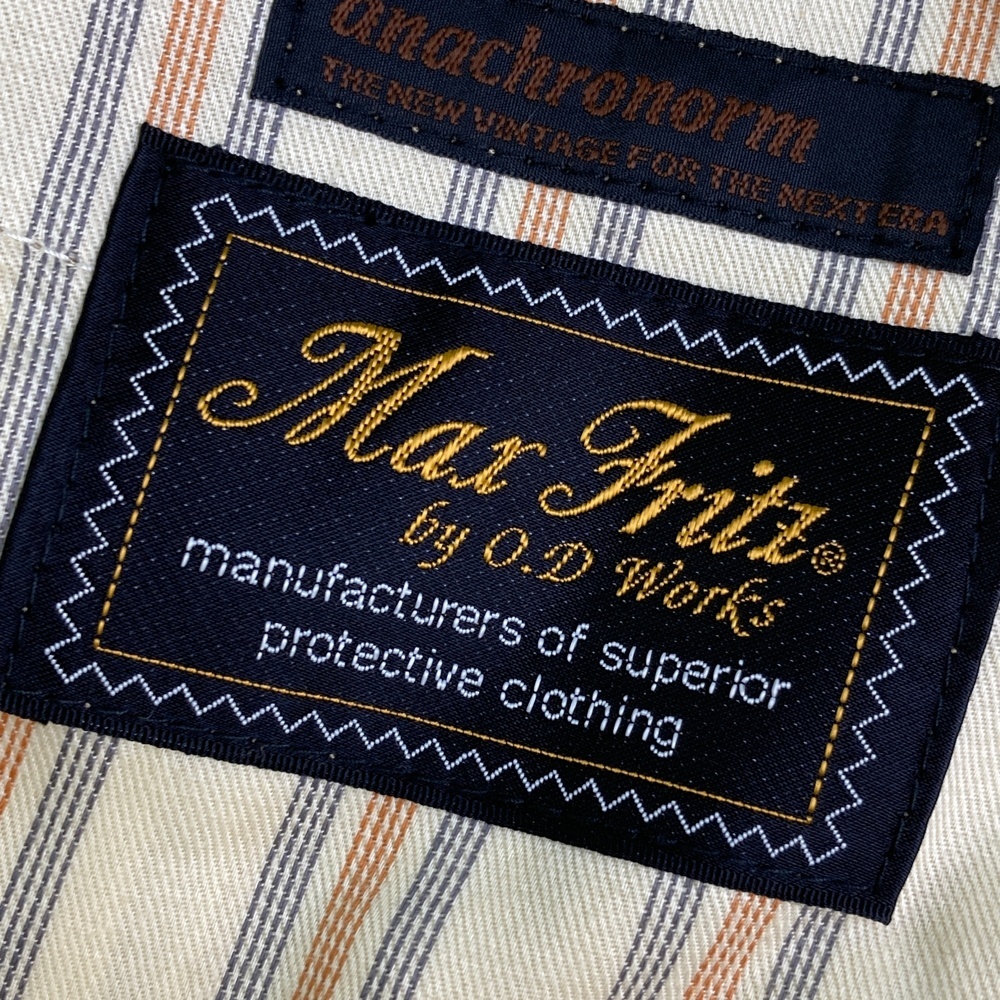 anachronorm
THE NEW VINTAGE FOR THE NEXT ERA
Max Fritz®
by O.D Works
manufacturers of superior
protective clothing